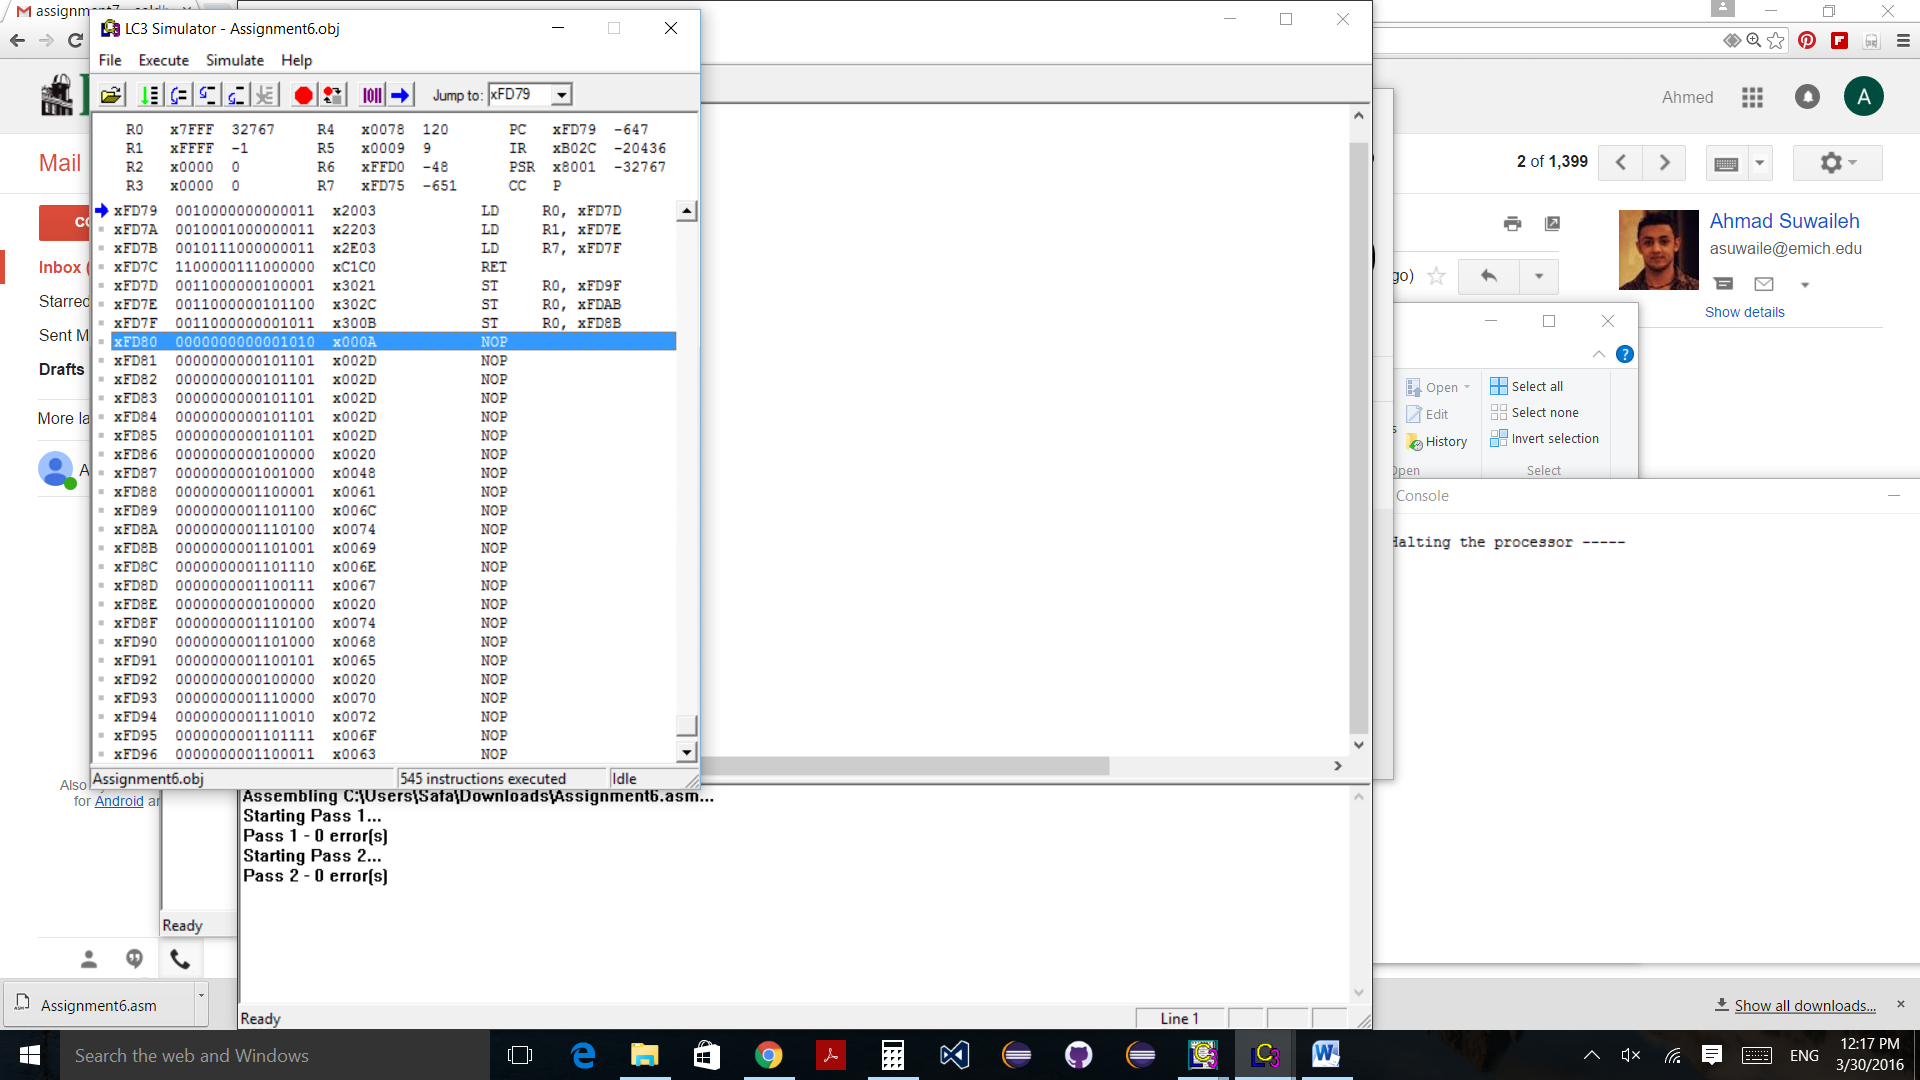 assignment7
LC3 Simulator - Assignment6.obj
File Execute Simulate Help
Jump to: xFD79
R0 x7FFF 32767 R4 x0078 120 PC xFD79 -647
R1 xFFFF -1 R5 x0009 9 IR xB02C -20436
R2 x0000 0 R6 xFFD0 -48 PSR x8001 -32767
R3 x0000 0 R7 xFD75 -651 CC P
xFD79 0010000000000011 x2003 LD R0, xFD7D
xFD7A 0010001000000011 x2203 LD R1, xFD7E
xFD7B 0010111000000011 x2E03 LD R7, xFD7F
xFD7C 1100000111000000 xC1C0 RET
xFD7D 0011000000100001 x3021 ST R0, xFD9F
xFD7E 0011000000101100 x302C ST R0, xFDAB
xFD7F 0011000000001011 x300B ST R0, xFD8B
xFD80 0000000000001010 x000A NOP
xFD81 0000000000101101 x002D NOP
xFD82 0000000000101101 x002D NOP
xFD83 0000000000101101 x002D NOP
xFD84 0000000000101101 x002D NOP
xFD85 0000000000101101 x002D NOP
xFD86 0000000000100000 x0020 NOP
xFD87 0000000001001000 x0048 NOP
xFD88 0000000001100001 x0061 NOP
xFD89 0000000001101100 x006C NOP
xFD8A 0000000001110100 x0074 NOP
xFD8B 0000000001101001 x0069 NOP
xFD8C 0000000001101110 x006E NOP
xFD8D 0000000001100111 x0067 NOP
xFD8E 0000000000100000 x0020 NOP
xFD8F 0000000001110100 x0074 NOP
xFD90 0000000001101000 x0068 NOP
xFD91 0000000001100101 x0065 NOP
xFD92 0000000000100000 x0020 NOP
xFD93 0000000001110000 x0070 NOP
xFD94 0000000001110010 x0072 NOP
xFD95 0000000001101111 x006F NOP
xFD96 0000000001100011 x0063 NOP
Assignment6.obj 545 instructions executed Idle
Mail
Inbox (
Starred
Sent M
Drafts
More la
A
Also
for Android
Ready
Assembling C:\Users\Safa\Downloads\Assignment6.asm...
Starting Pass 1...
Pass 1 - 0 error(s)
Starting Pass 2...
Pass 2 - 0 error(s)
Ready Line 1
Ahmed A
2 of 1,399
Ahmad Suwaileh
asuwaile@emich.edu
go)
Show details
Open Select all
Edit Select none
History Invert selection
Open Select
Console
Halting the processor -----
Assignment6.asm
Show all downloads...
Search the web and Windows
ENG
12:17 PM
3/30/2016